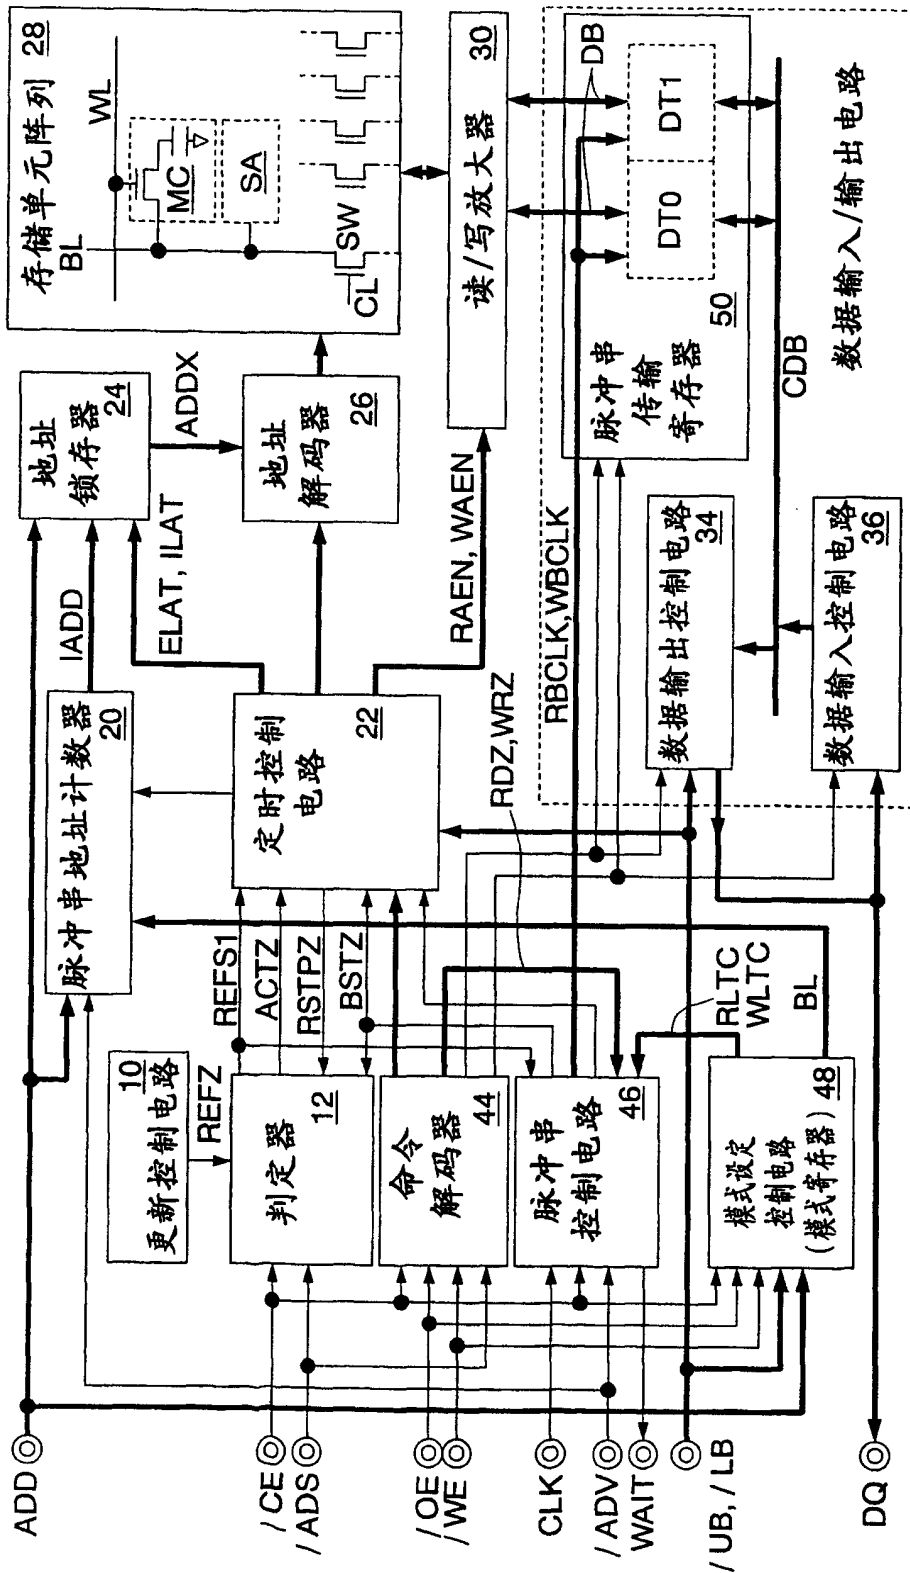 ADD
/ CE
/ ADS
/ OE
/ WE
CLK
/ ADV
WAIT
/ UB, / LB
DQ
更新控制电路
10
REFZ
判定器
12
命令
解码器
44
脉冲串
控制电路
46
模式设定
控制电路
(模式寄存器)
48
REFS1
ACTZ
RSTPZ
BSTZ
RDZ,WRZ
RLTC
WLTC
BL
脉冲串地址计数器
20
定时控制
电路
22
IADD
ELAT, ILAT
RAEN, WAEN
RBCLK,WBCLK
地址
锁存器
24
ADDX
地址
解码器
26
存储单元阵列
28
BL
WL
MC
SA
SW
CL
读/写放大器
30
DB
脉冲串
传输
寄存器
50
DT0
DT1
CDB
数据输出控制电路
34
数据输入控制电路
36
数据输入/输出电路